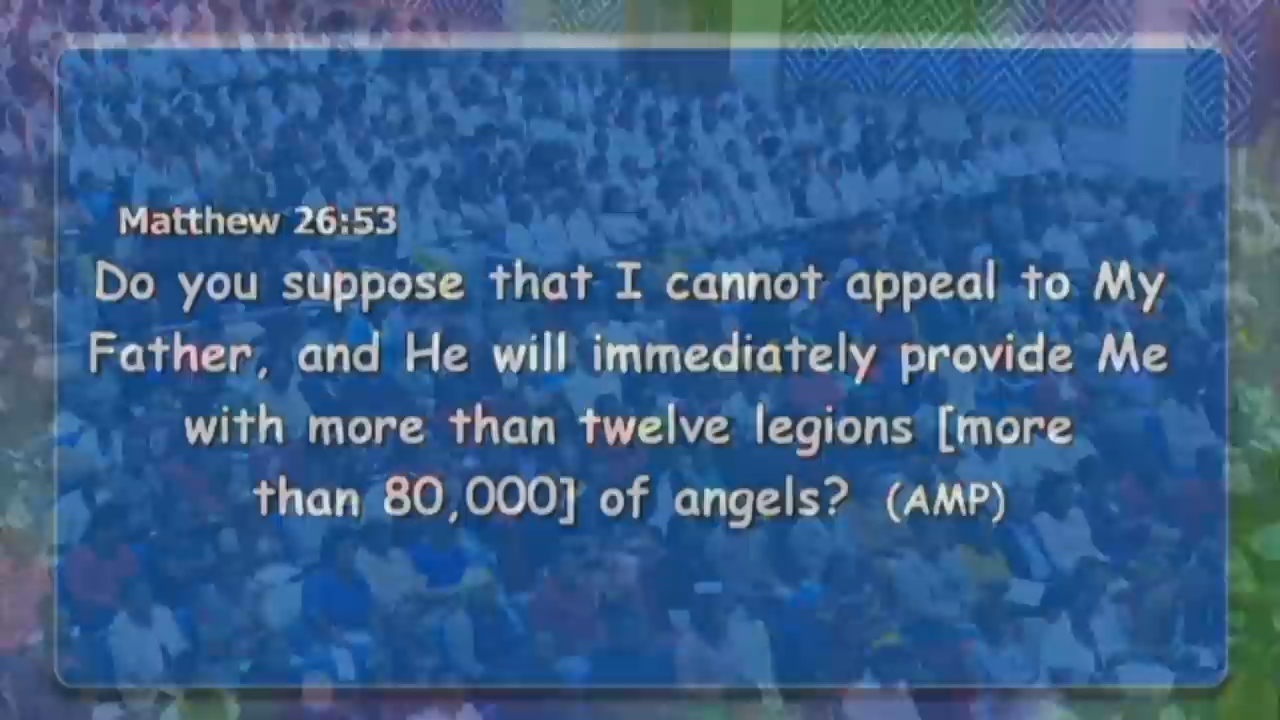 Matthew 26:53
Do you suppose that I cannot appeal to My
Father, and He will immediately provide Me
with more than twelve legions [more
than 80,000] of angels? (AMP)